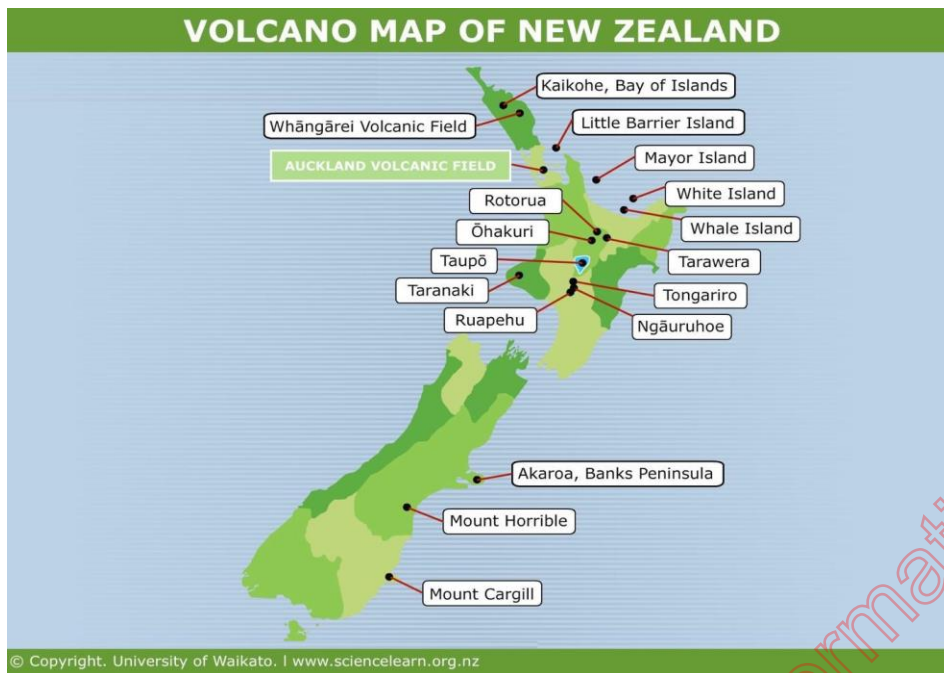 VOLCANO MAP OF NEW ZEALAND
Kaikohe, Bay of Islands
Whāngārei Volcanic Field
Little Barrier Island
AUCKLAND VOLCANIC FIELD
Mayor Island
White Island
Rotorua
Whale Island
Ōhakuri
Taupō
Tarawera
Taranaki
Tongariro
Ruapehu
Ngāuruhoe
Akaroa, Banks Peninsula
Mount Horrible
Mount Cargill
© Copyright. University of Waikato. I www.sciencelearn.org.nz